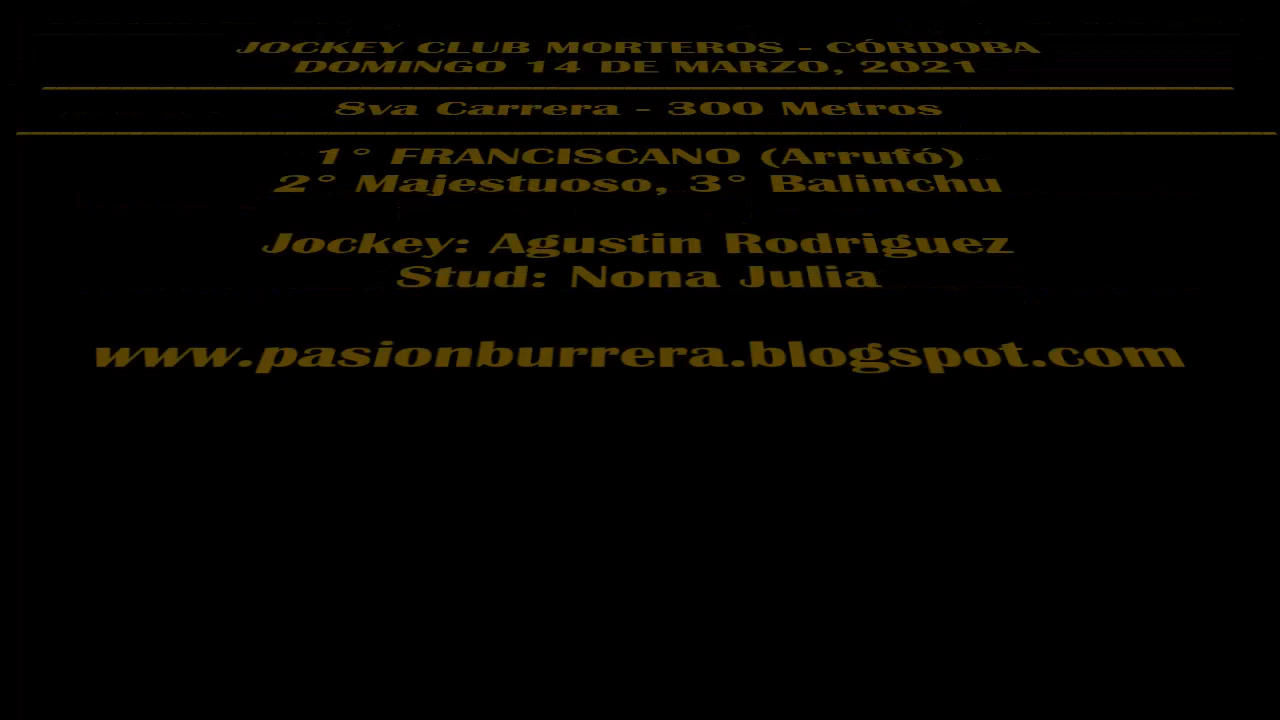 JOCKEY CLUB MORTEROS - CÓRDOBA
DOMINGO 14 DE MARZO, 2021
8va Carrera - 300 Metros
1° FRANCISCANO (Arrufó)
2° Majestuoso, 3° Balinchu
Jockey: Agustin Rodriguez
Stud: Nona Julia
www.pasionburrera.blogspot.com